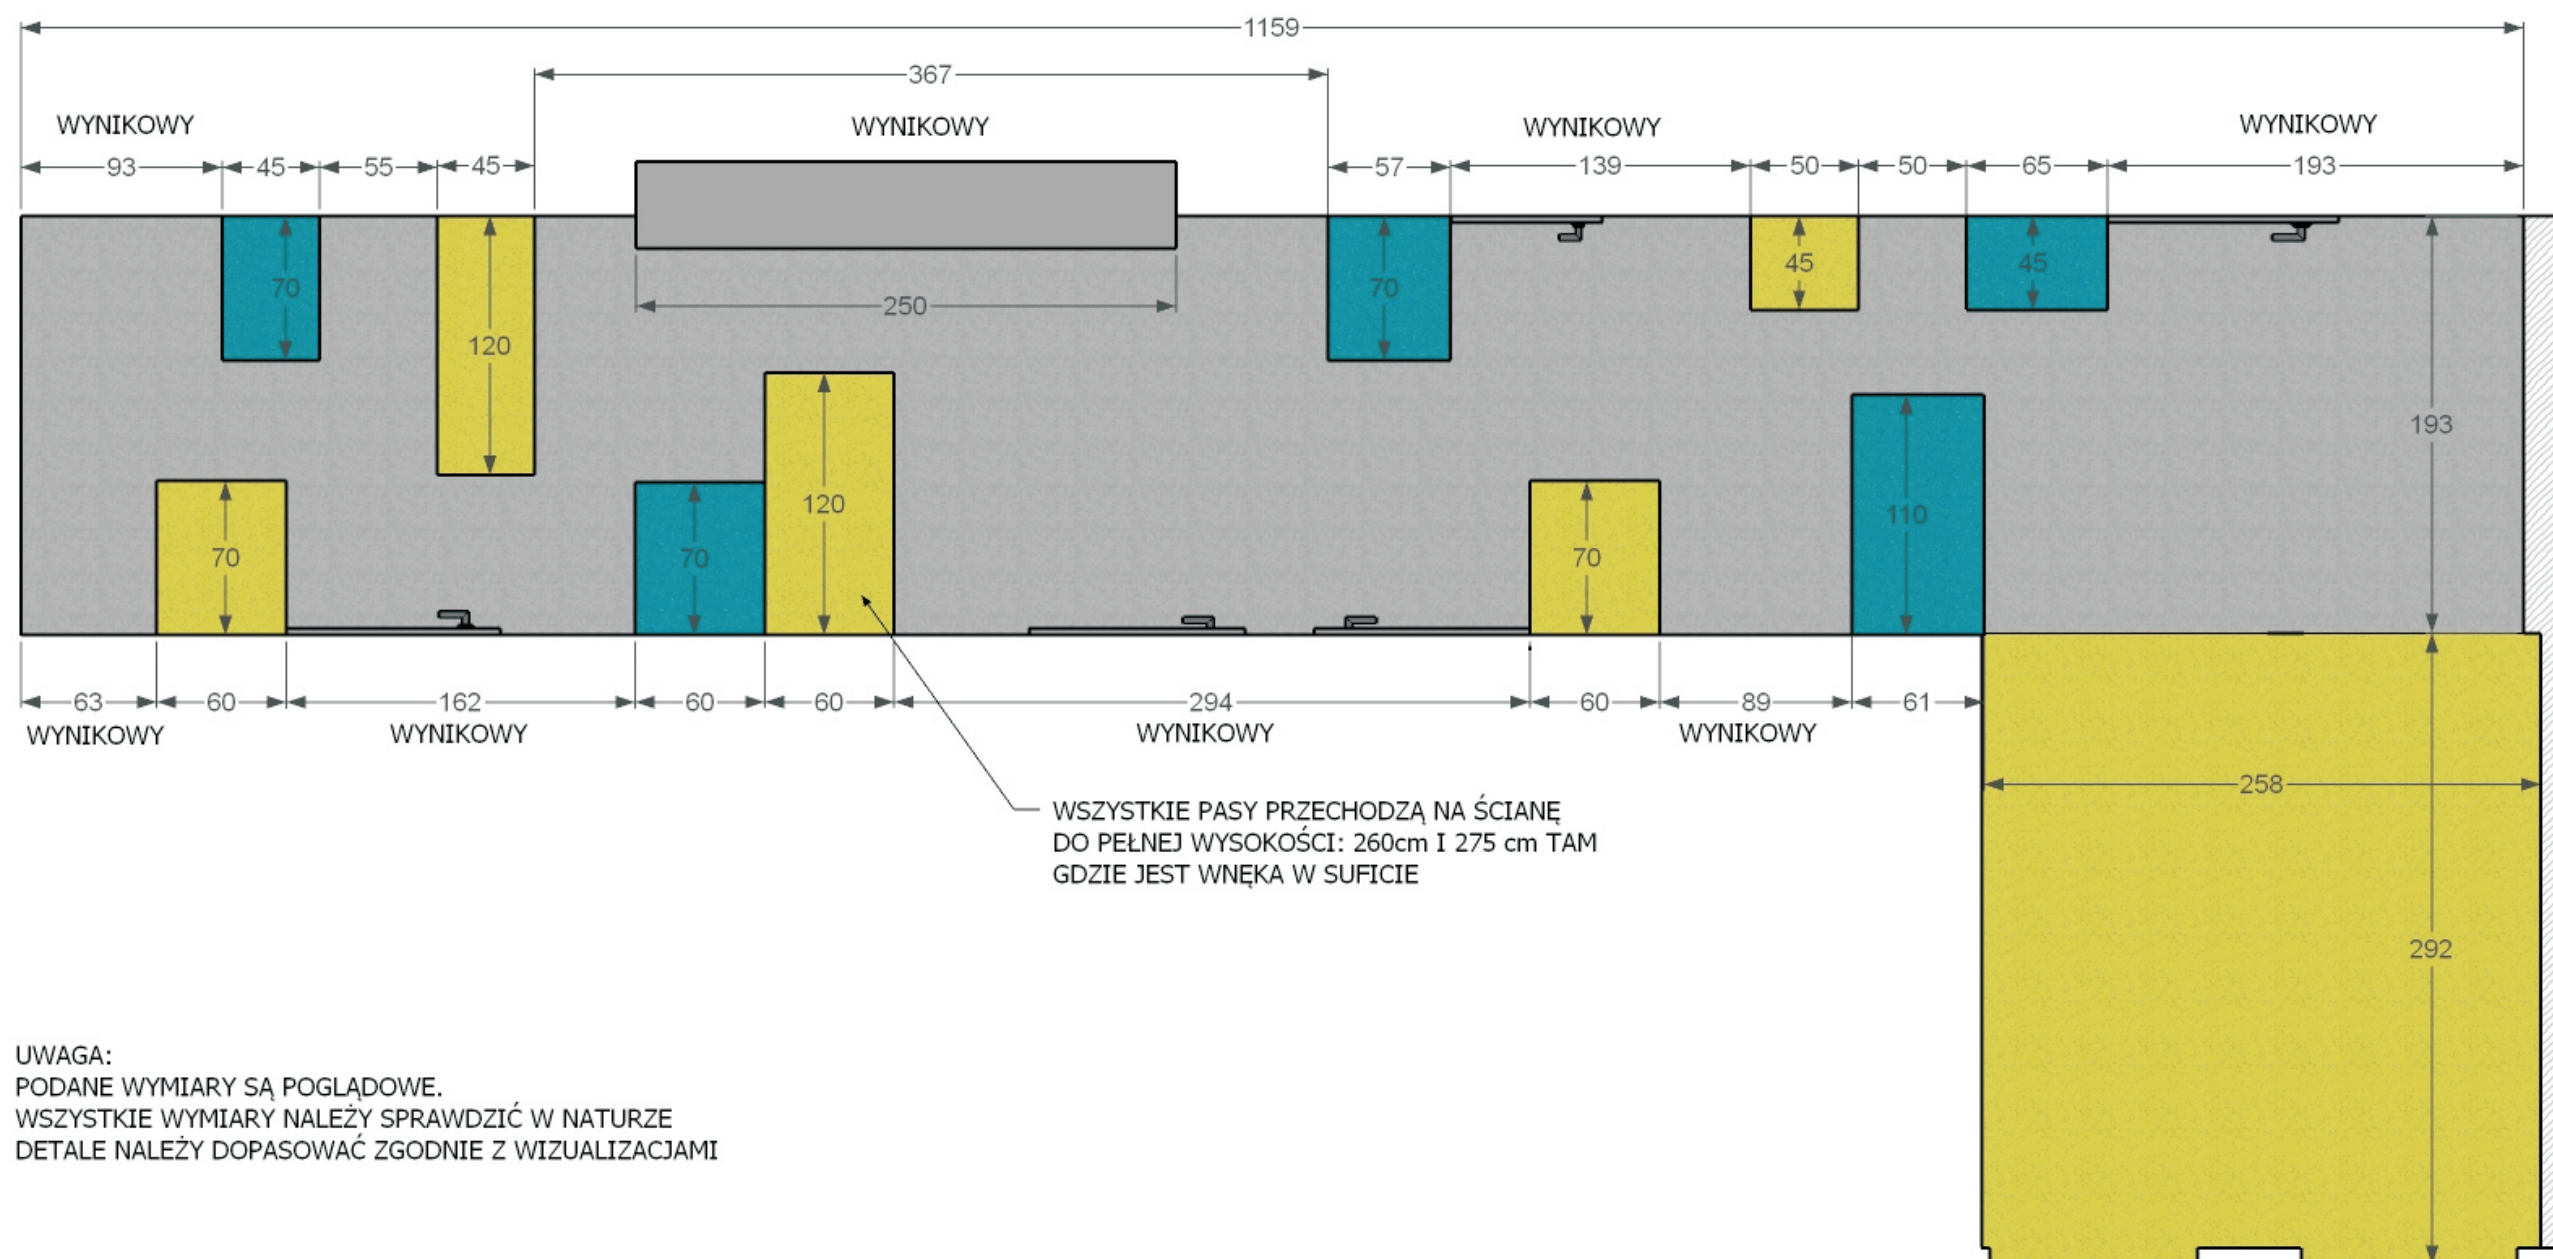 1159
367
WYNIKOWY WYNIKOWY WYNIKOWY WYNIKOWY
93 45 55 45 57 139 50 50 65 193
70 120 250 70 45 45
193
70 70 120 70 110
63 60 162 60 60 294 60 89 61
WYNIKOWY WYNIKOWY WYNIKOWY WYNIKOWY
258
WSZYSTKIE PASY PRZECHODZĄ NA ŚCIANĘ
DO PEŁNEJ WYSOKOŚCI: 260cm I 275 cm TAM
GDZIE JEST WNĘKA W SUFICIE
292
UWAGA:
PODANE WYMIARY SĄ POGLĄDOWE.
WSZYSTKIE WYMIARY NALEŻY SPRAWDZIĆ W NATURZE
DETALE NALEŻY DOPASOWAĆ ZGODNIE Z WIZUALIZACJAMI